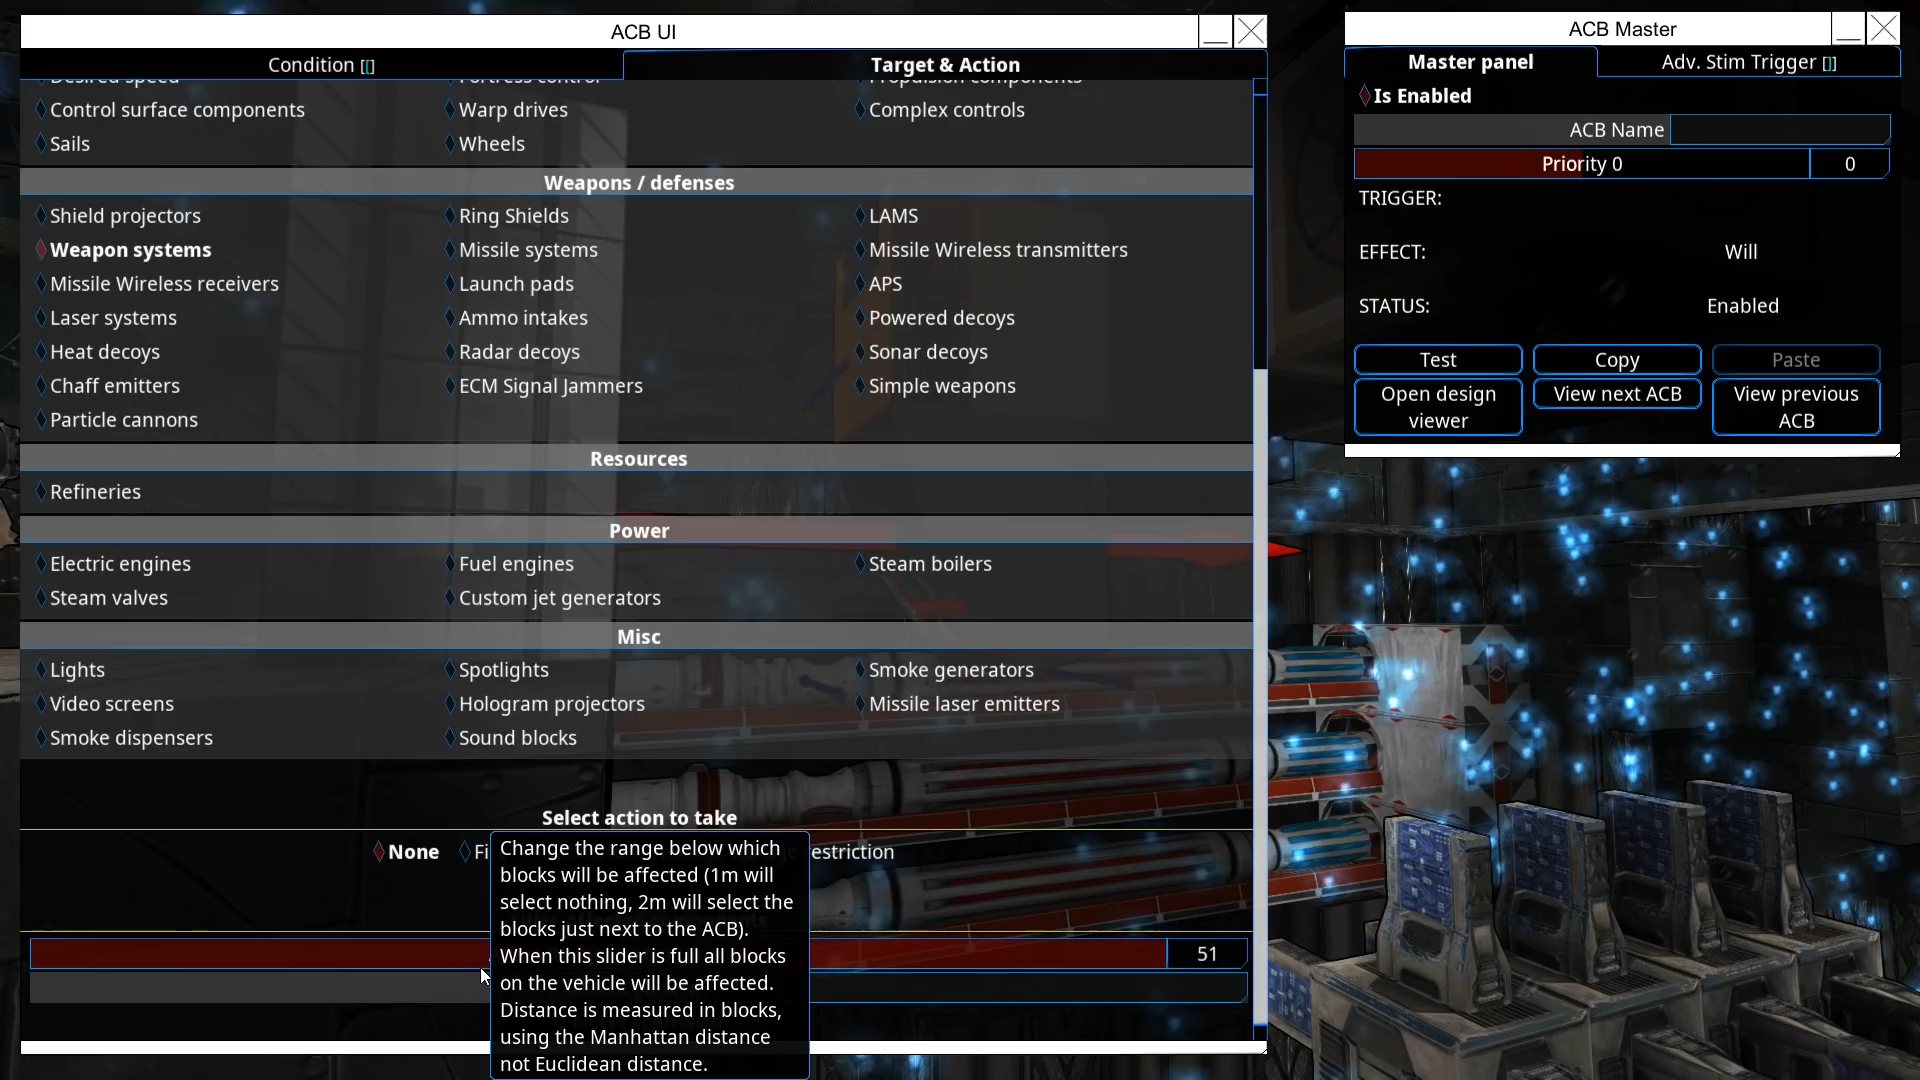 ACB UI
Condition [[]
Target & Action
Desired speed
Fortress control
Propulsion components
Control surface components
Warp drives
Complex controls
Sails
Wheels
Weapons / defenses
Shield projectors
Ring Shields
LAMS
Weapon systems
Missile systems
Missile Wireless transmitters
Missile Wireless receivers
Launch pads
APS
Laser systems
Ammo intakes
Powered decoys
Heat decoys
Radar decoys
Sonar decoys
Chaff emitters
ECM Signal Jammers
Simple weapons
Particle cannons
Resources
Refineries
Power
Electric engines
Fuel engines
Steam boilers
Steam valves
Custom jet generators
Misc
Lights
Spotlights
Smoke generators
Video screens
Hologram projectors
Missile laser emitters
Smoke dispensers
Sound blocks
Select action to take
None
Fi
estriction
51
Change the range below which
blocks will be affected (1m will
select nothing, 2m will select the
blocks just next to the ACB).
When this slider is full all blocks
on the vehicle will be affected.
Distance is measured in blocks,
using the Manhattan distance
not Euclidean distance.
ACB Master
Master panel
Adv. Stim Trigger []
Is Enabled
ACB Name
Priority 0
0
TRIGGER:
EFFECT:
Will
STATUS:
Enabled
Test
Copy
Paste
Open design
viewer
View next ACB
View previous
ACB